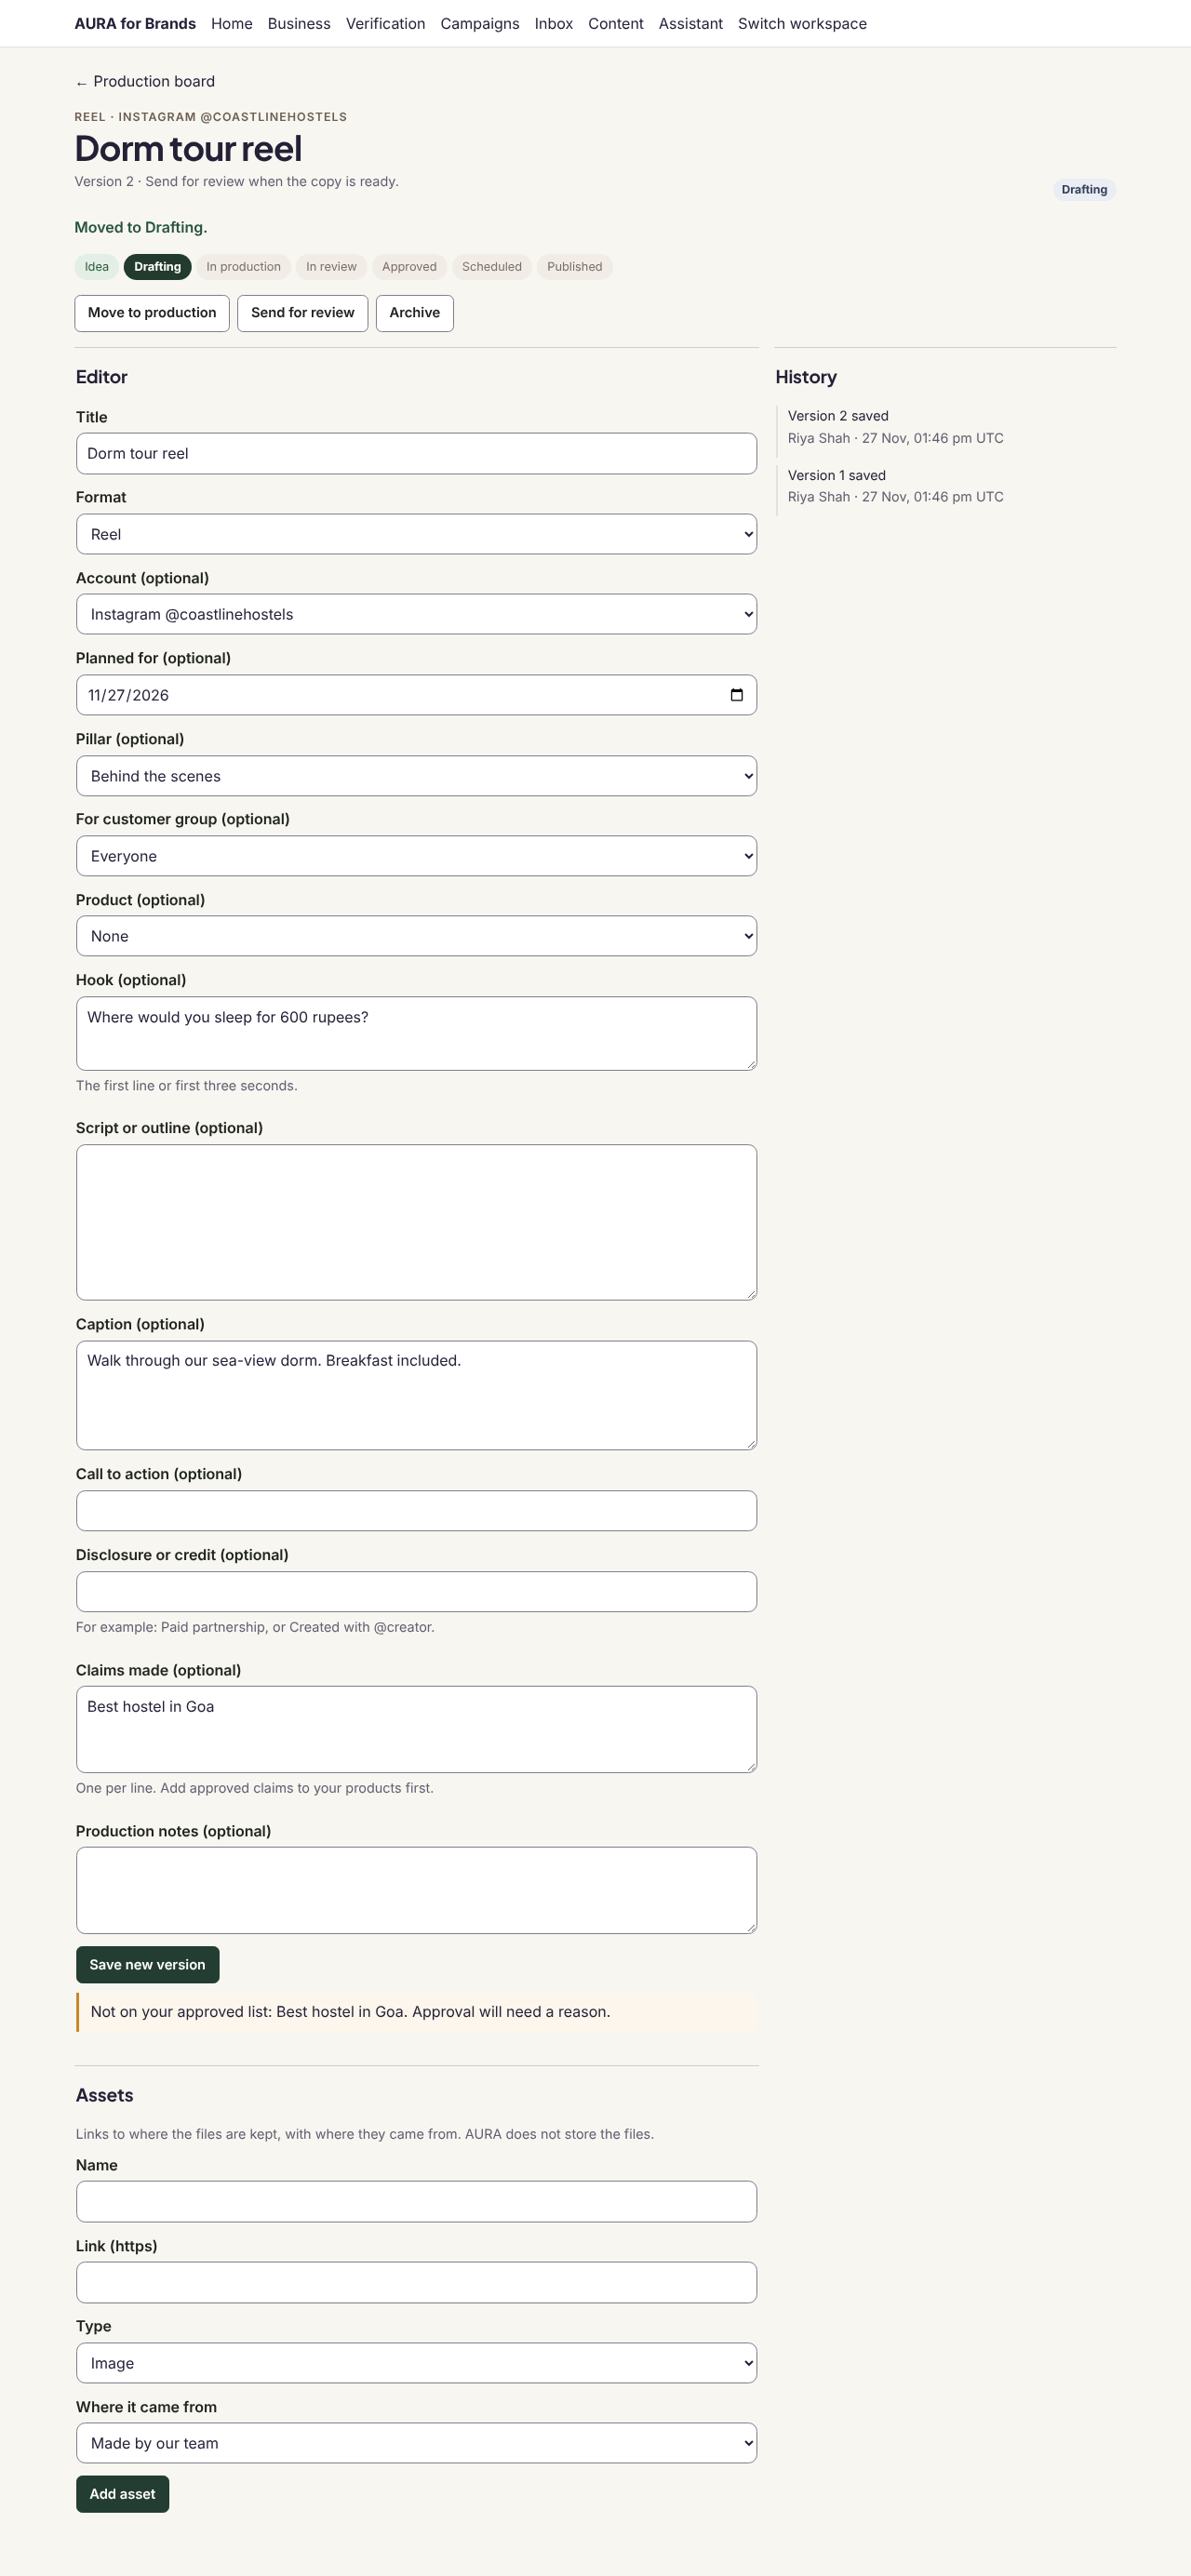 AURA for Brands Home Business Verification Campaigns Inbox Content Assistant Switch workspace
← Production board
REEL · INSTAGRAM @COASTLINEHOSTELS
Dorm tour reel
Version 2 · Send for review when the copy is ready.
Drafting
Moved to Drafting.
Idea Drafting In production In review Approved Scheduled Published
Move to production Send for review Archive
Editor
Title
Dorm tour reel
Format
Reel
Account (optional)
Instagram @coastlinehostels
Planned for (optional)
11/27/2026
Pillar (optional)
Behind the scenes
For customer group (optional)
Everyone
Product (optional)
None
Hook (optional)
Where would you sleep for 600 rupees?
The first line or first three seconds.
Script or outline (optional)
Caption (optional)
Walk through our sea-view dorm. Breakfast included.
Call to action (optional)
Disclosure or credit (optional)
For example: Paid partnership, or Created with @creator.
Claims made (optional)
Best hostel in Goa
One per line. Add approved claims to your products first.
Production notes (optional)
Save new version
Not on your approved list: Best hostel in Goa. Approval will need a reason.
Assets
Links to where the files are kept, with where they came from. AURA does not store the files.
Name
Link (https)
Type
Image
Where it came from
Made by our team
Add asset
History
Version 2 saved
Riya Shah · 27 Nov, 01:46 pm UTC
Version 1 saved
Riya Shah · 27 Nov, 01:46 pm UTC